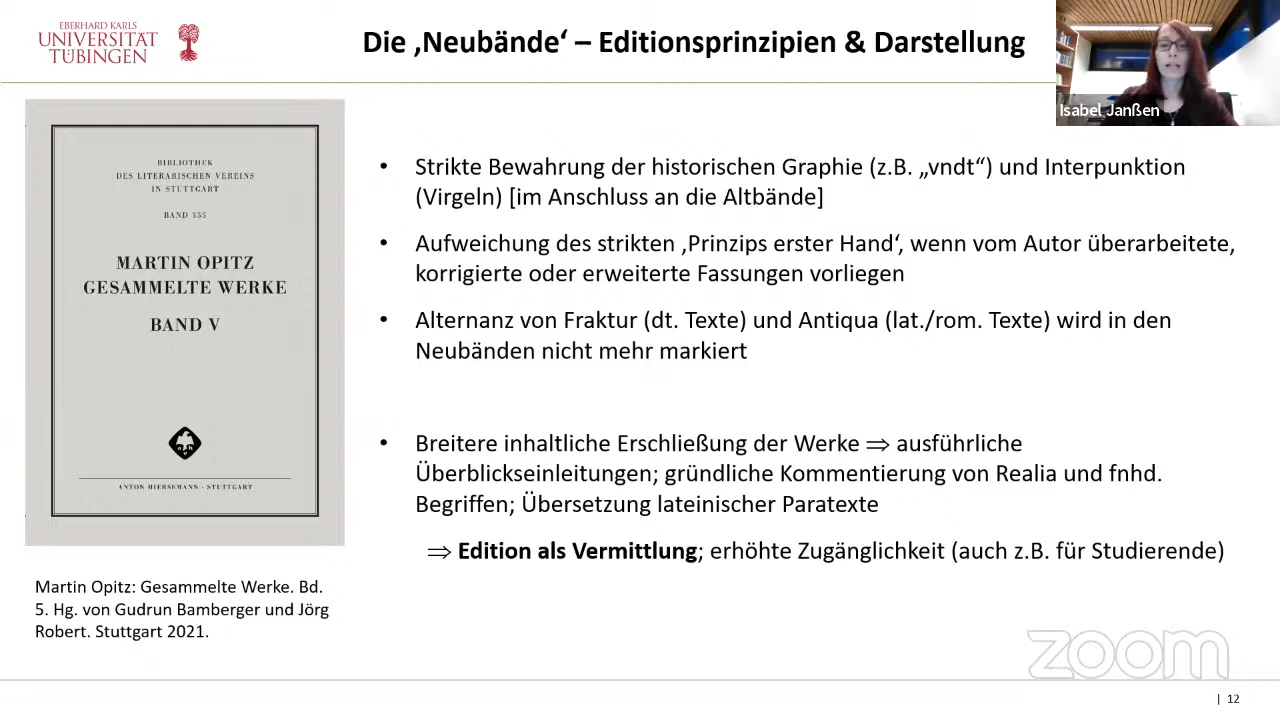 EBERHARD KARLS
UNIVERSITÄT
TÜBINGEN
Die ‚Neubände‘ – Editionsprinzipien & Darstellung
Isabel Janßen
BIBLIOTHEK
DES LITERARISCHEN VEREINS
IN STUTTGART
BAND 355
MARTIN OPITZ
GESAMMELTE WERKE
BAND V
ANTON HIERSEMANN · STUTTGART
Martin Opitz: Gesammelte Werke. Bd.
5. Hg. von Gudrun Bamberger und Jörg
Robert. Stuttgart 2021.
• Strikte Bewahrung der historischen Graphie (z.B. „vndt“) und Interpunktion
(Virgeln) [im Anschluss an die Altbände]
• Aufweichung des strikten ‚Prinzips erster Hand‘, wenn vom Autor überarbeitete,
korrigierte oder erweiterte Fassungen vorliegen
• Alternanz von Fraktur (dt. Texte) und Antiqua (lat./rom. Texte) wird in den
Neubänden nicht mehr markiert
• Breitere inhaltliche Erschließung der Werke ⇒ ausführliche
Überblickseinleitungen; gründliche Kommentierung von Realia und fnhd.
Begriffen; Übersetzung lateinischer Paratexte
⇒ Edition als Vermittlung; erhöhte Zugänglichkeit (auch z.B. für Studierende)
zoom
| 12